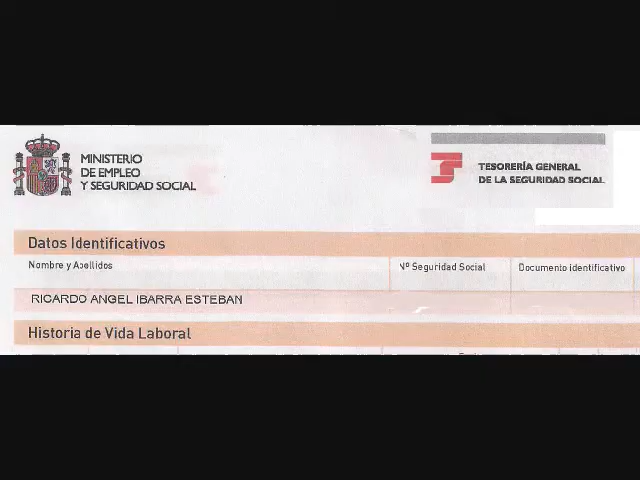 MINISTERIO
DE EMPLEO
Y SEGURIDAD SOCIAL
TESORERÍA GENERAL
DE LA SEGURIDAD SOCIAL
Datos Identificativos
Nombre y Apellidos
Nº Seguridad Social
Documento identificativo
RICARDO ANGEL IBARRA ESTEBAN
Historia de Vida Laboral